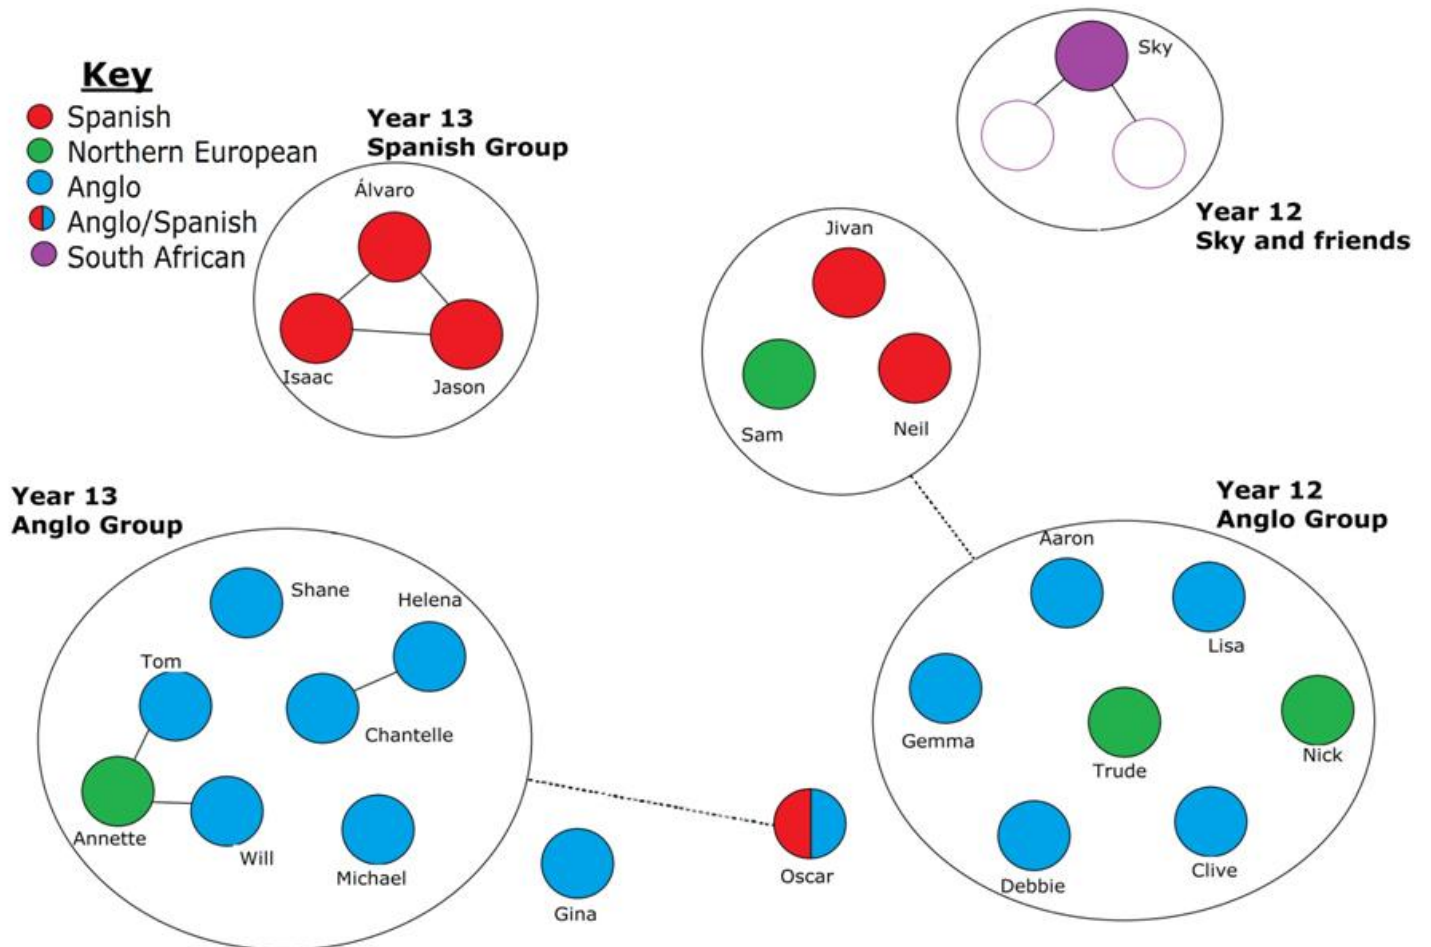 Key
Spanish
Northern European
Anglo
Anglo/Spanish
South African
Year 13
Spanish Group
Álvaro
Isaac
Jason
Sky
Year 12
Sky and friends
Jivan
Sam
Neil
Year 13
Anglo Group
Shane
Helena
Tom
Chantelle
Annette
Will
Michael
Gina
Oscar
Year 12
Anglo Group
Aaron
Lisa
Gemma
Trude
Nick
Debbie
Clive